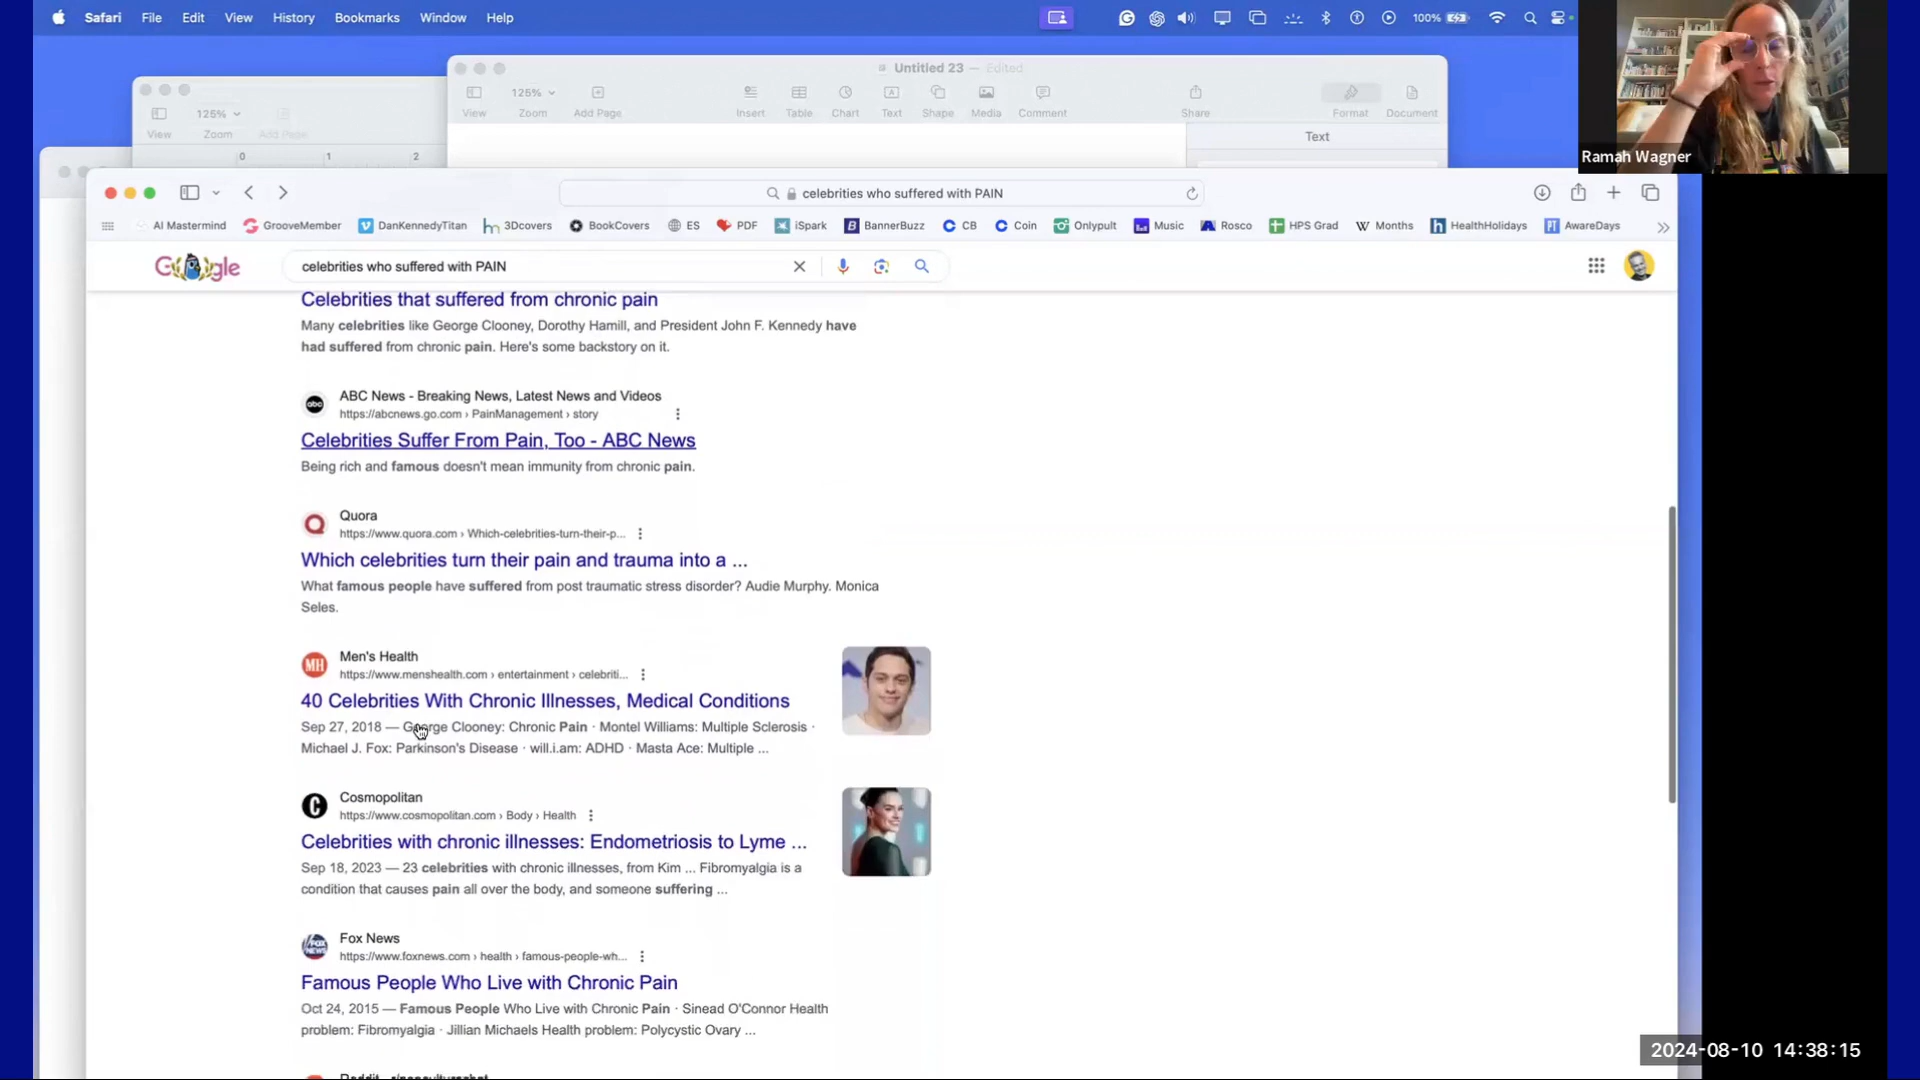 Safari File Edit View History Bookmarks Window Help
100%
Untitled 23 — Edited
125%
View Zoom Add Page Insert Table Chart Text Shape Media Comment Share Format Document
Text
125%
View Zoom Add Page
0 1 2
Ramah Wagner
celebrities who suffered with PAIN
AI Mastermind GrooveMember DanKennedyTitan 3Dcovers BookCovers ES PDF iSpark BannerBuzz CB Coin Onlypult Music Rosco HPS Grad Months HealthHolidays AwareDays
celebrities who suffered with PAIN
Celebrities that suffered from chronic pain
Many celebrities like George Clooney, Dorothy Hamill, and President John F. Kennedy have
had suffered from chronic pain. Here's some backstory on it.
ABC News - Breaking News, Latest News and Videos
https://abcnews.go.com › PainManagement › story
Celebrities Suffer From Pain, Too - ABC News
Being rich and famous doesn't mean immunity from chronic pain.
Quora
https://www.quora.com › Which-celebrities-turn-their-p...
Which celebrities turn their pain and trauma into a ...
What famous people have suffered from post traumatic stress disorder? Audie Murphy. Monica
Seles.
Men's Health
https://www.menshealth.com › entertainment › celebriti...
40 Celebrities With Chronic Illnesses, Medical Conditions
Sep 27, 2018 — George Clooney: Chronic Pain · Montel Williams: Multiple Sclerosis ·
Michael J. Fox: Parkinson's Disease · will.i.am: ADHD · Masta Ace: Multiple ...
Cosmopolitan
https://www.cosmopolitan.com › Body › Health
Celebrities with chronic illnesses: Endometriosis to Lyme ...
Sep 18, 2023 — 23 celebrities with chronic illnesses, from Kim ... Fibromyalgia is a
condition that causes pain all over the body, and someone suffering ...
Fox News
https://www.foxnews.com › health › famous-people-wh...
Famous People Who Live with Chronic Pain
Oct 24, 2015 — Famous People Who Live with Chronic Pain · Sinead O'Connor Health
problem: Fibromyalgia · Jillian Michaels Health problem: Polycystic Ovary ...
2024-08-10 14:38:15